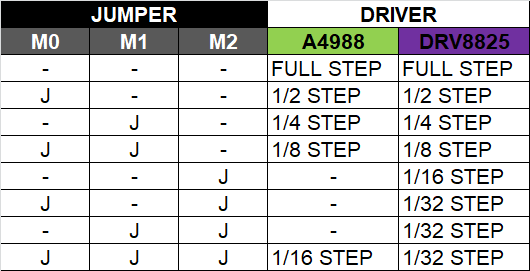 JUMPER DRIVER
M0 M1 M2 A4988 DRV8825
- - - FULL STEP FULL STEP
J - - 1/2 STEP 1/2 STEP
- J - 1/4 STEP 1/4 STEP
J J - 1/8 STEP 1/8 STEP
- - J - 1/16 STEP
J - J - 1/32 STEP
- J J - 1/32 STEP
J J J 1/16 STEP 1/32 STEP